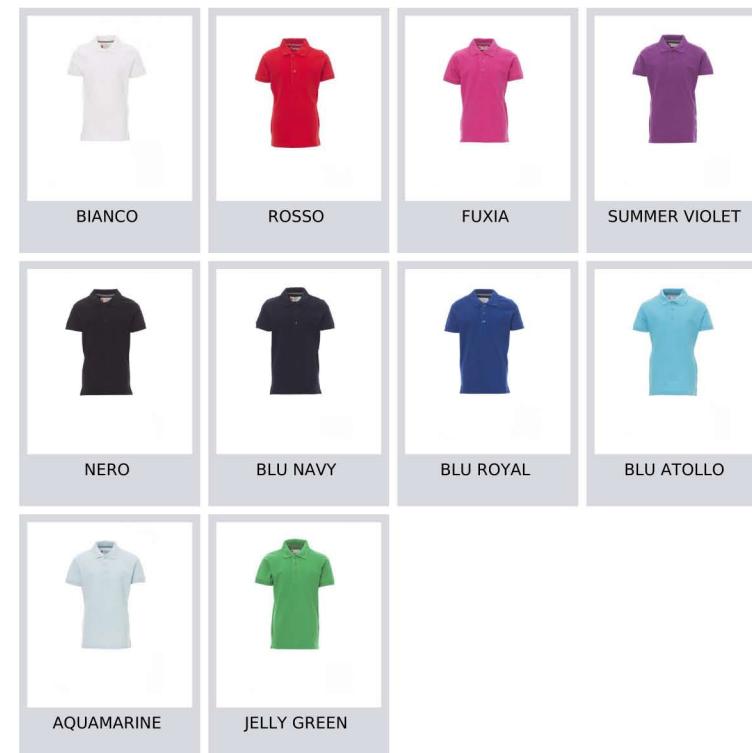 BIANCO
ROSSO
FUXIA
SUMMER VIOLET
NERO
BLU NAVY
BLU ROYAL
BLU ATOLLO
AQUAMARINE
JELLY GREEN